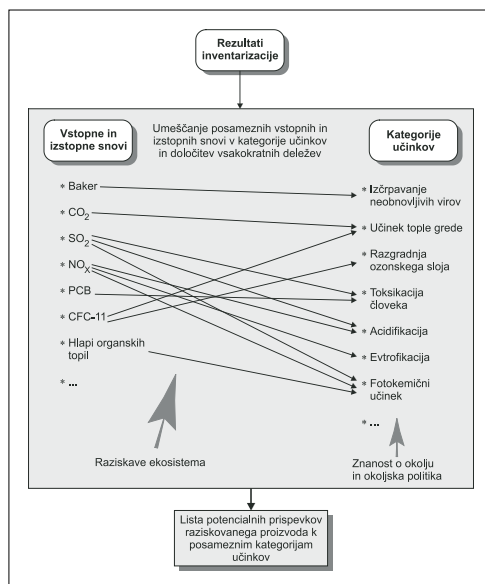 Rezultati
inventarizacije
Vstopne in
izstopne snovi
Umeščanje posameznih vstopnih in
izstopnih snovi v kategorije učinkov
in določitev vsakokratnih deležev
Kategorije
učinkov
* Baker
* CO₂
* SO₂
* NOₓ
* PCB
* CFC-11
* Hlapi organskih
topil
* ...
* Izčrpavanje
neobnovljivih virov
* Učinek tople grede
* Razgradnja
ozonskega sloja
* Toksikacija
človeka
* Acidifikacija
* Evtrofikacija
* Fotokemični
učinek
* ...
Raziskave ekosistema
Znanost o okolju
in okoljska politika
Lista potencialnih prispevkov
raziskovanega proizvoda k
posameznim kategorijam
učinkov